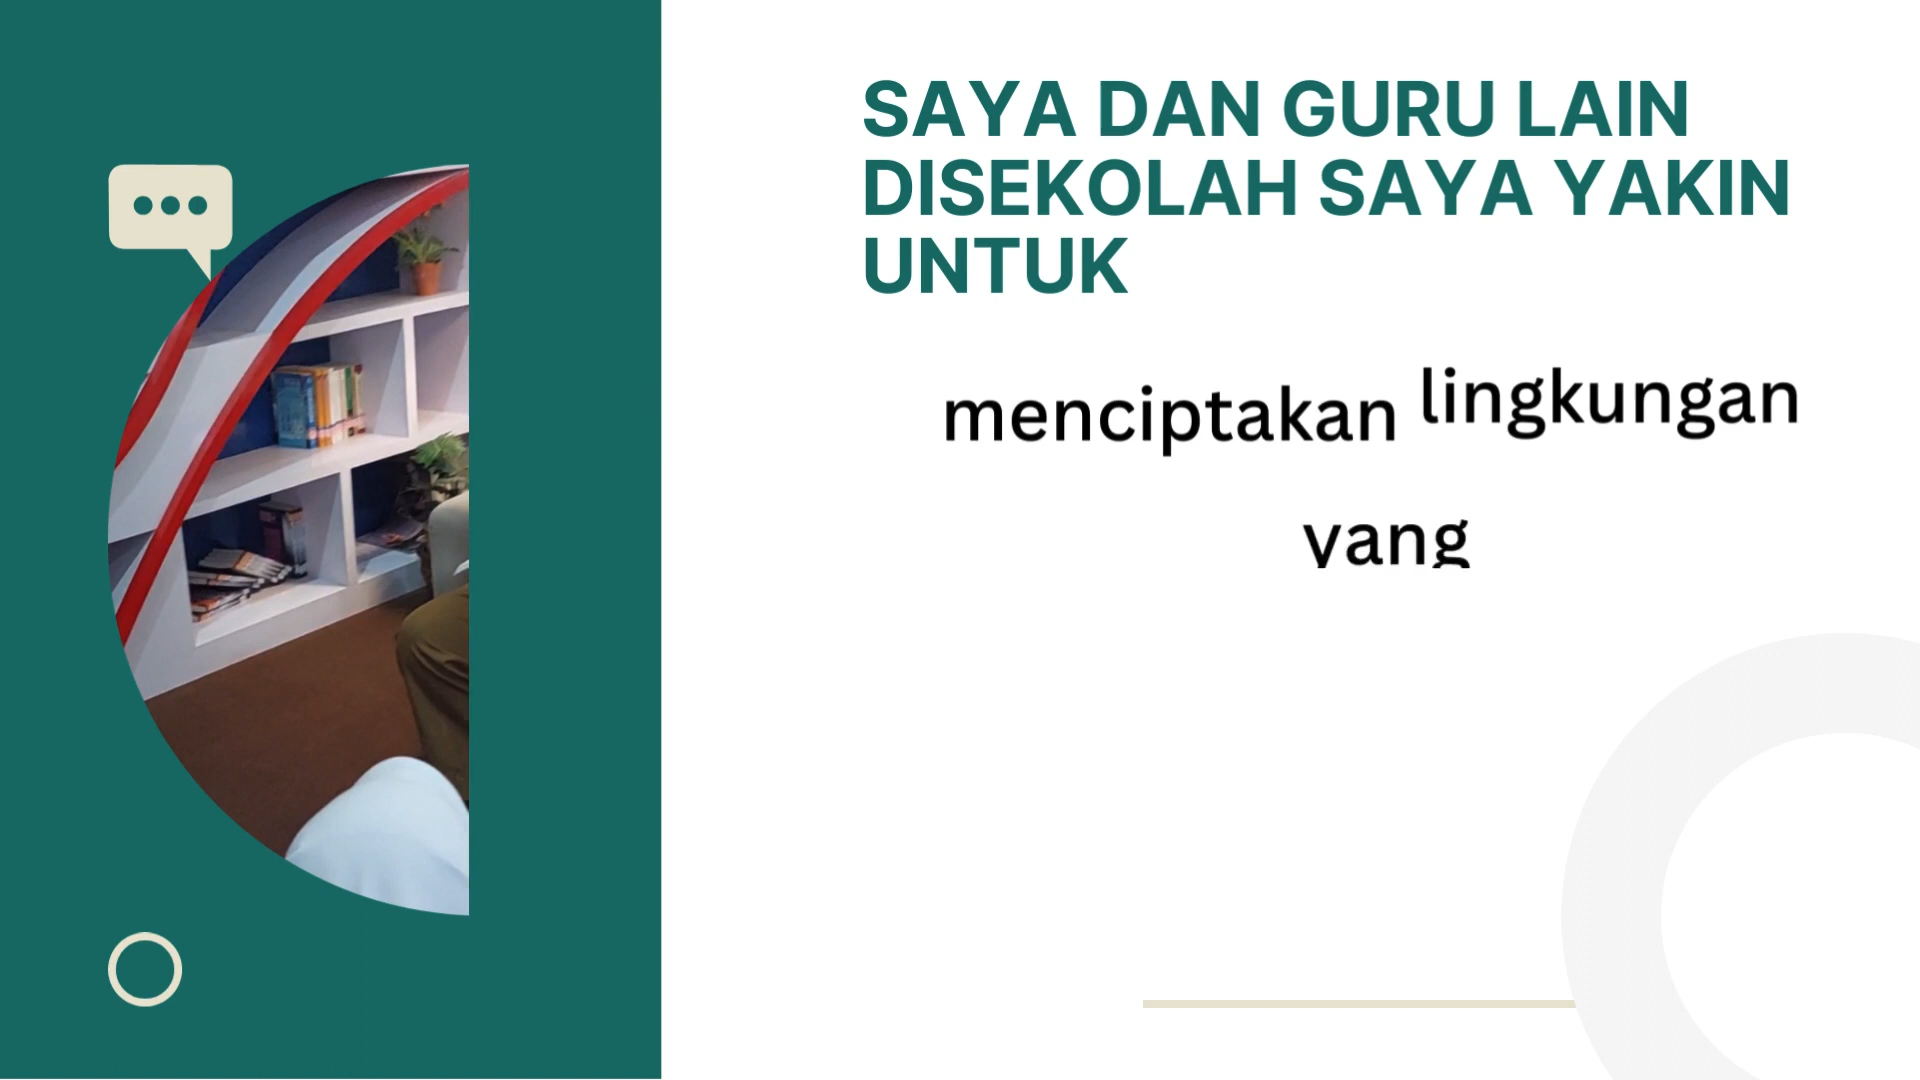 SAYA DAN GURU LAIN
DISEKOLAH SAYA YAKIN
UNTUK
menciptakan lingkungan
yang